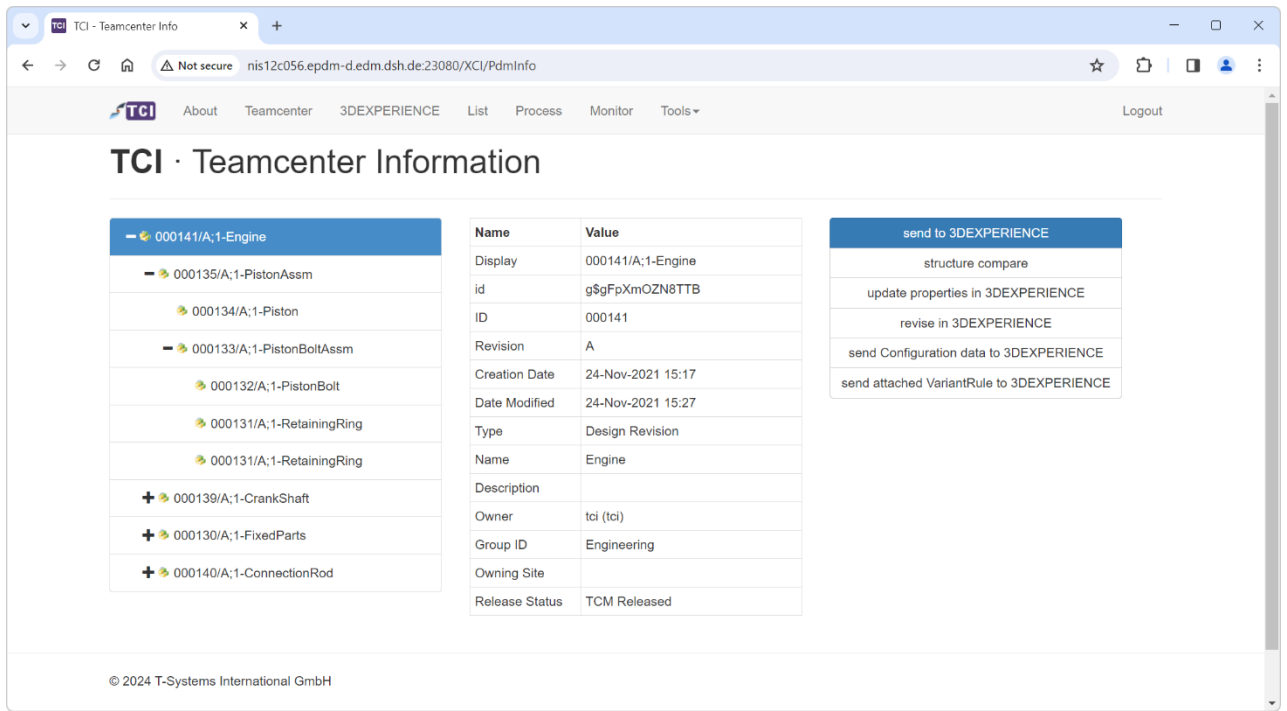 TCI TCI - Teamcenter Info
Not secure nis12c056.epdm-d.edm.dsh.de:23080/XCI/PdmInfo
TCI About Teamcenter 3DEXPERIENCE List Process Monitor Tools Logout
TCI · Teamcenter Information
000141/A;1-Engine
000135/A;1-PistonAssm
000134/A;1-Piston
000133/A;1-PistonBoltAssm
000132/A;1-PistonBolt
000131/A;1-RetainingRing
000131/A;1-RetainingRing
000139/A;1-CrankShaft
000130/A;1-FixedParts
000140/A;1-ConnectionRod
Name Value
Display 000141/A;1-Engine
id g$gFpXmOZN8TTB
ID 000141
Revision A
Creation Date 24-Nov-2021 15:17
Date Modified 24-Nov-2021 15:27
Type Design Revision
Name Engine
Description
Owner tci (tci)
Group ID Engineering
Owning Site
Release Status TCM Released
send to 3DEXPERIENCE
structure compare
update properties in 3DEXPERIENCE
revise in 3DEXPERIENCE
send Configuration data to 3DEXPERIENCE
send attached VariantRule to 3DEXPERIENCE
© 2024 T-Systems International GmbH